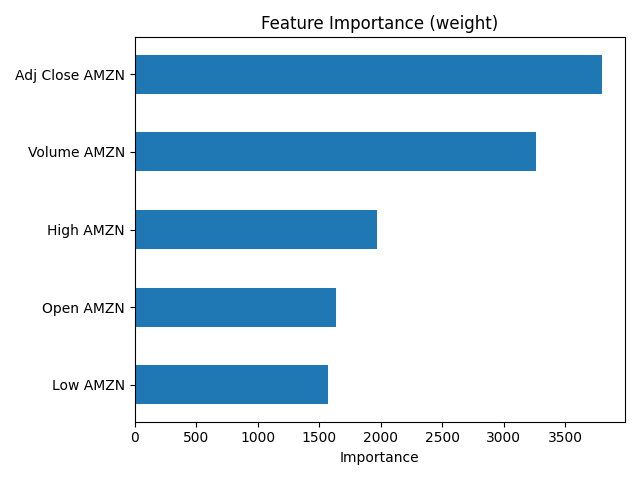 Feature Importance (weight)
Adj Close AMZN
Volume AMZN
High AMZN
Open AMZN
Low AMZN
0 500 1000 1500 2000 2500 3000 3500
Importance